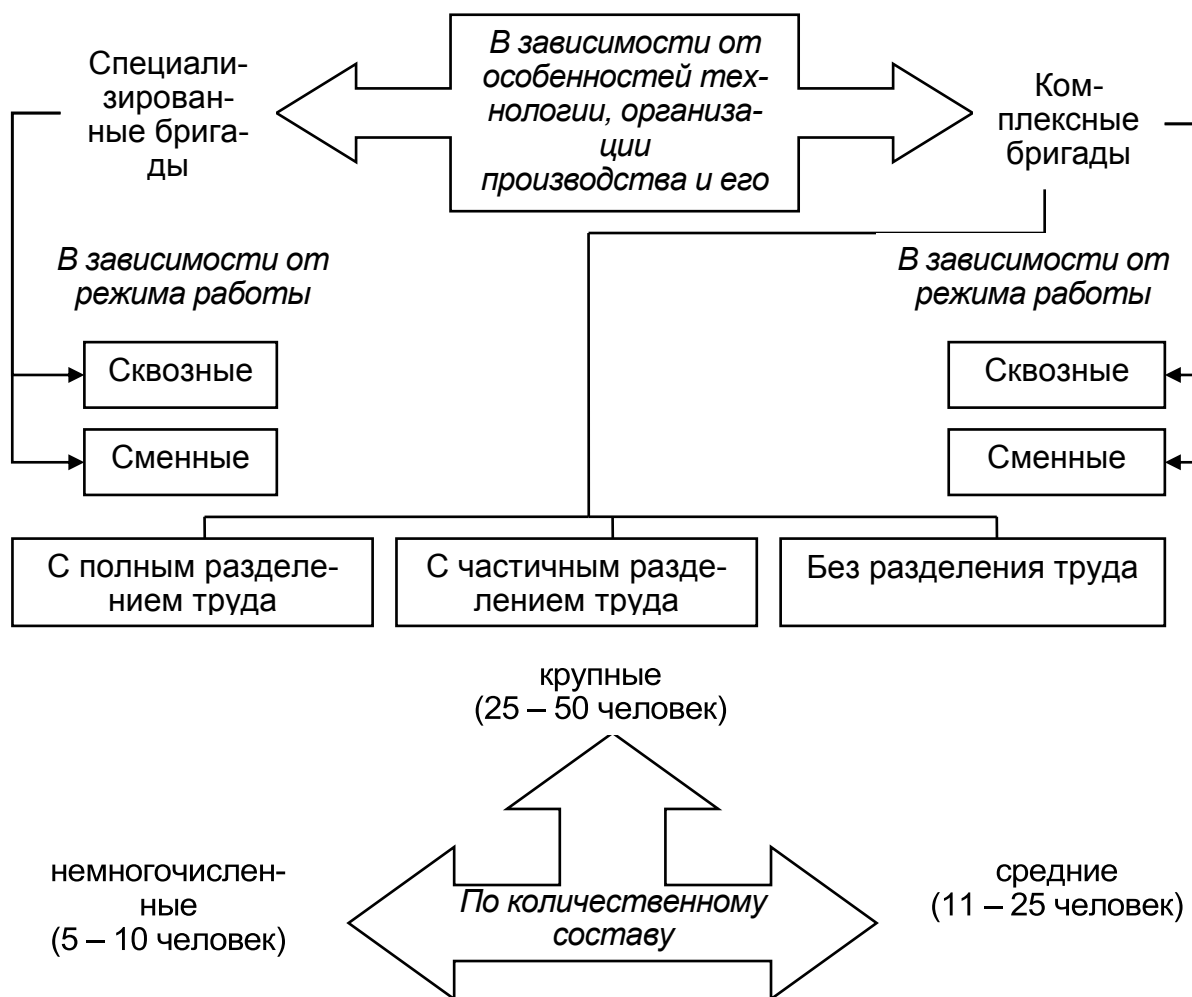 Специали-
зирован-
ные брига-
ды
В зависимости от
особенностей тех-
нологии, организа-
ции
производства и его
Ком-
плексные
бригады
В зависимости от
режима работы
В зависимости от
режима работы
Сквозные
Сквозные
Сменные
Сменные
С полным разделе-
нием труда
С частичным разде-
лением труда
Без разделения труда
крупные
(25 – 50 человек)
немногочислен-
ные
(5 – 10 человек)
По количественному
составу
средние
(11 – 25 человек)